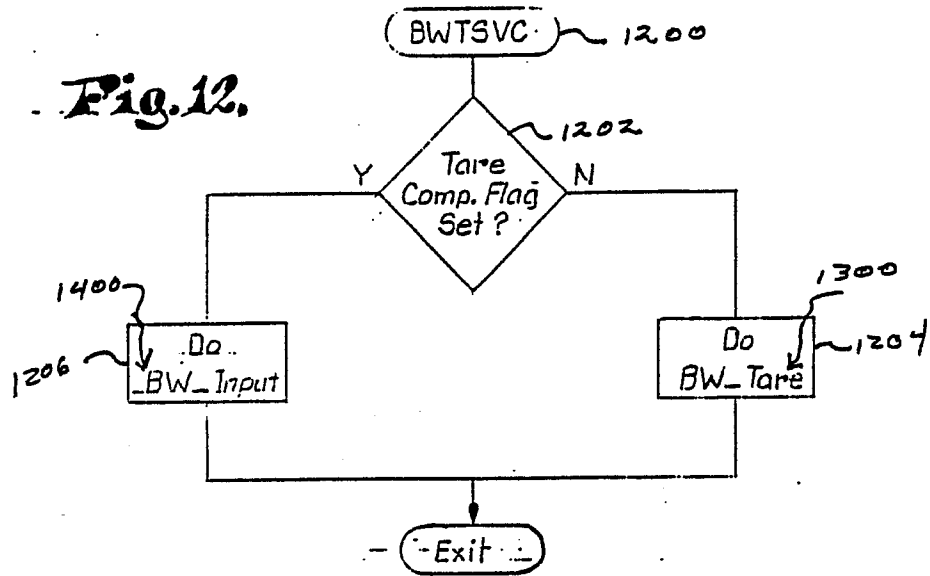 BWTSVC
1200
Fig. 12.
1202
Y
Tare
N
Comp. Flag
Set ?
1400
1300
Do
Do
1204
1206
BW_Input
BW_Tare
Exit